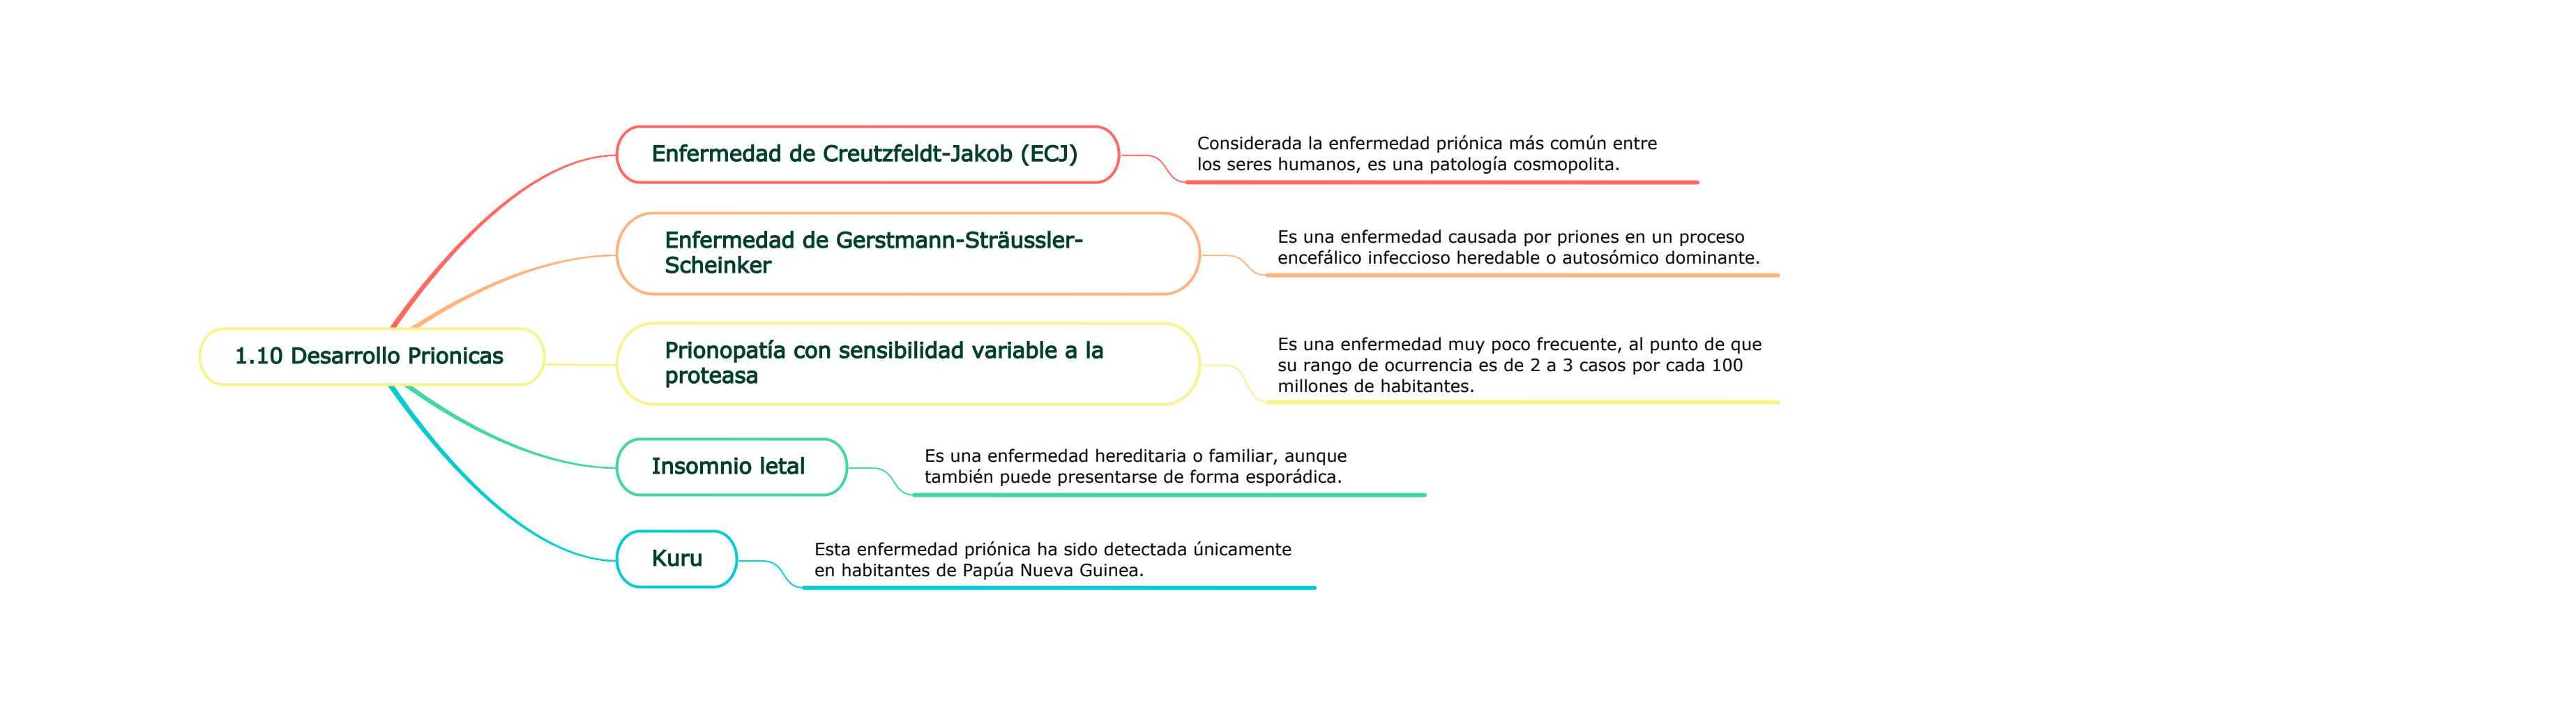 1.10 Desarrollo Prionicas
Enfermedad de Creutzfeldt-Jakob (ECJ)
Considerada la enfermedad priónica más común entre
los seres humanos, es una patología cosmopolita.
Enfermedad de Gerstmann-Sträussler-
Scheinker
Es una enfermedad causada por priones en un proceso
encefálico infeccioso heredable o autosómico dominante.
Prionopatía con sensibilidad variable a la
proteasa
Es una enfermedad muy poco frecuente, al punto de que
su rango de ocurrencia es de 2 a 3 casos por cada 100
millones de habitantes.
Insomnio letal
Es una enfermedad hereditaria o familiar, aunque
también puede presentarse de forma esporádica.
Kuru
Esta enfermedad priónica ha sido detectada únicamente
en habitantes de Papúa Nueva Guinea.